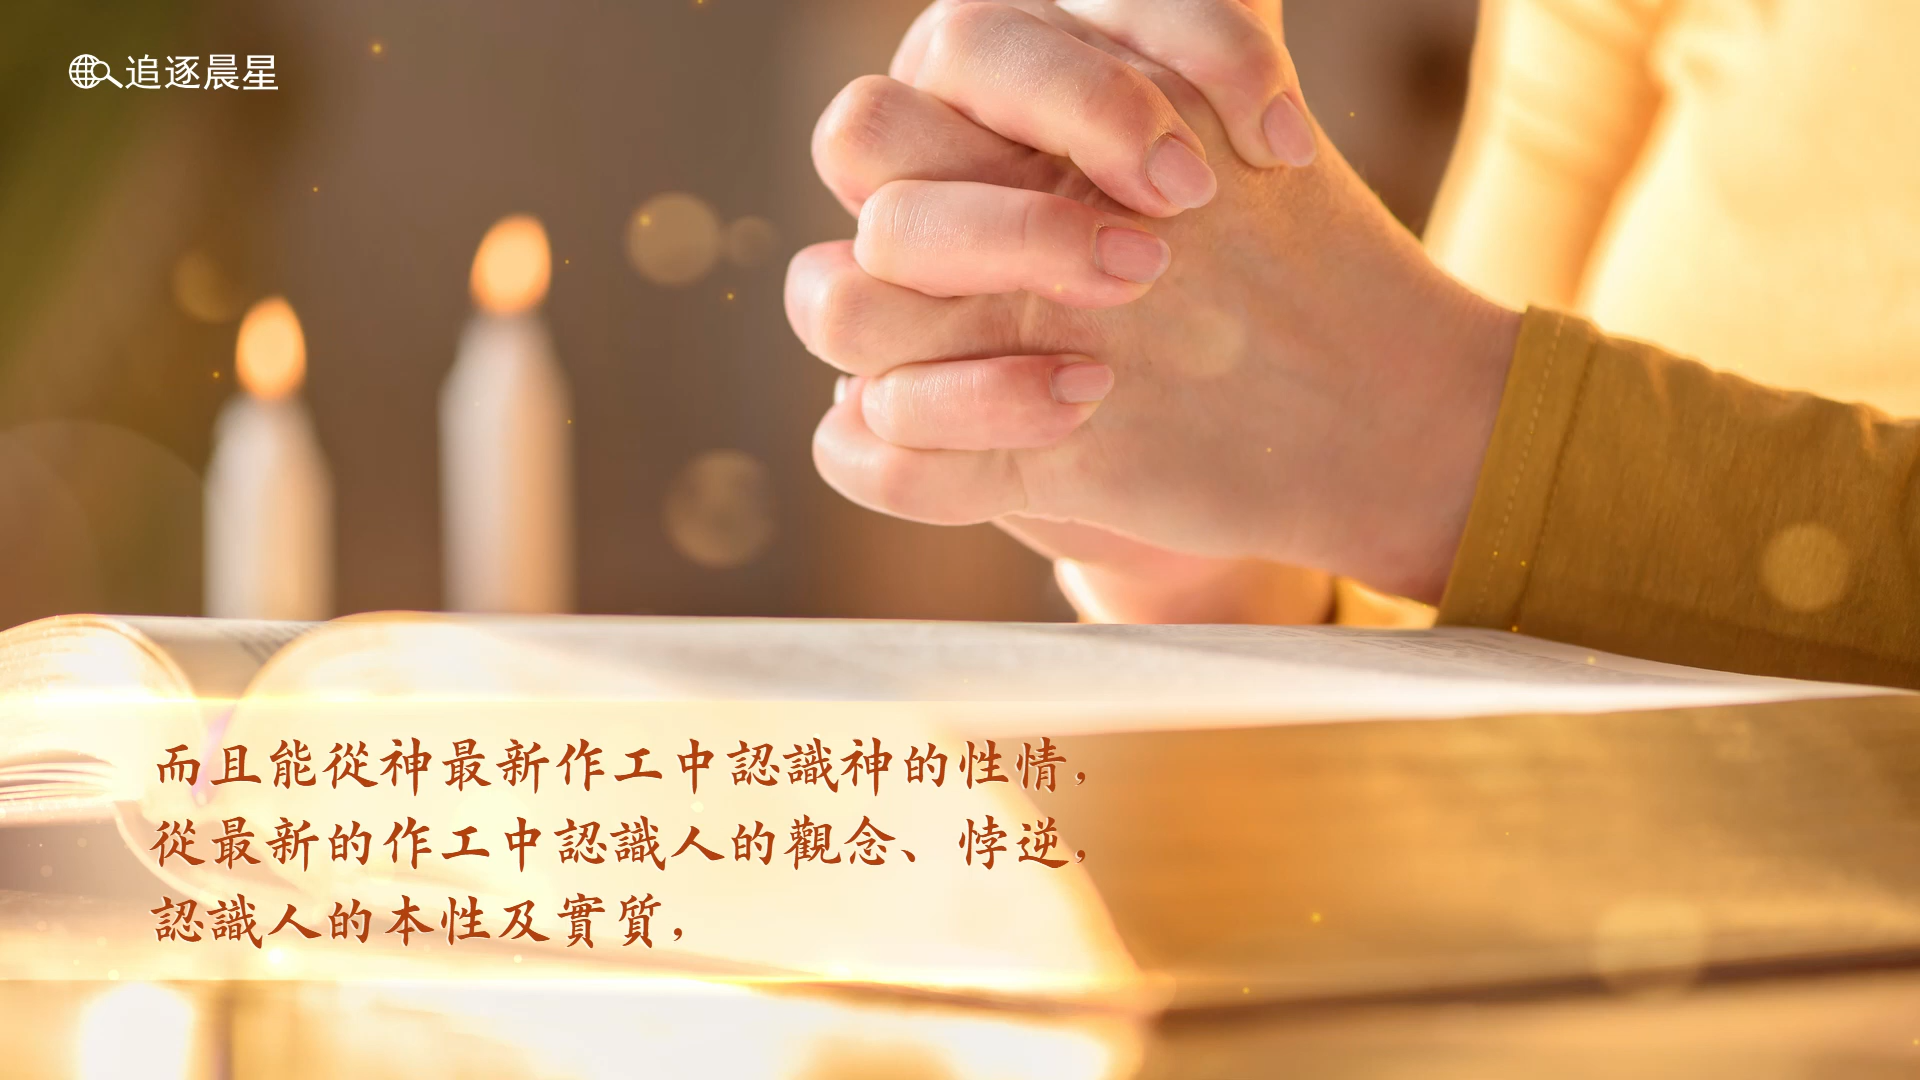 追逐晨星
而且能從神最新作工中認識神的性情，
從最新的作工中認識人的觀念、悖逆，
認識人的本性及實質，